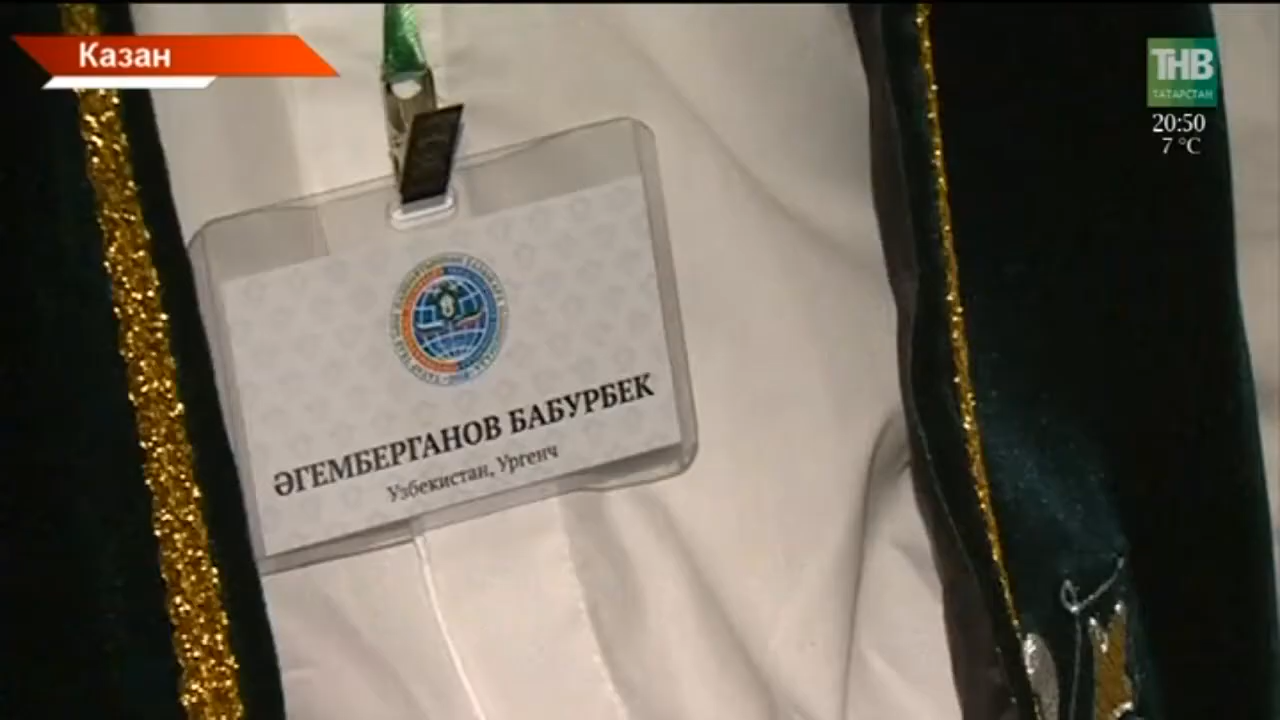 Казан
ТНВ
ТАТАРСТАН
20:50
7 °C
ӘГЕМБЕРГАНОВ БАБУРБЕК
Узбекистан, Ургенч